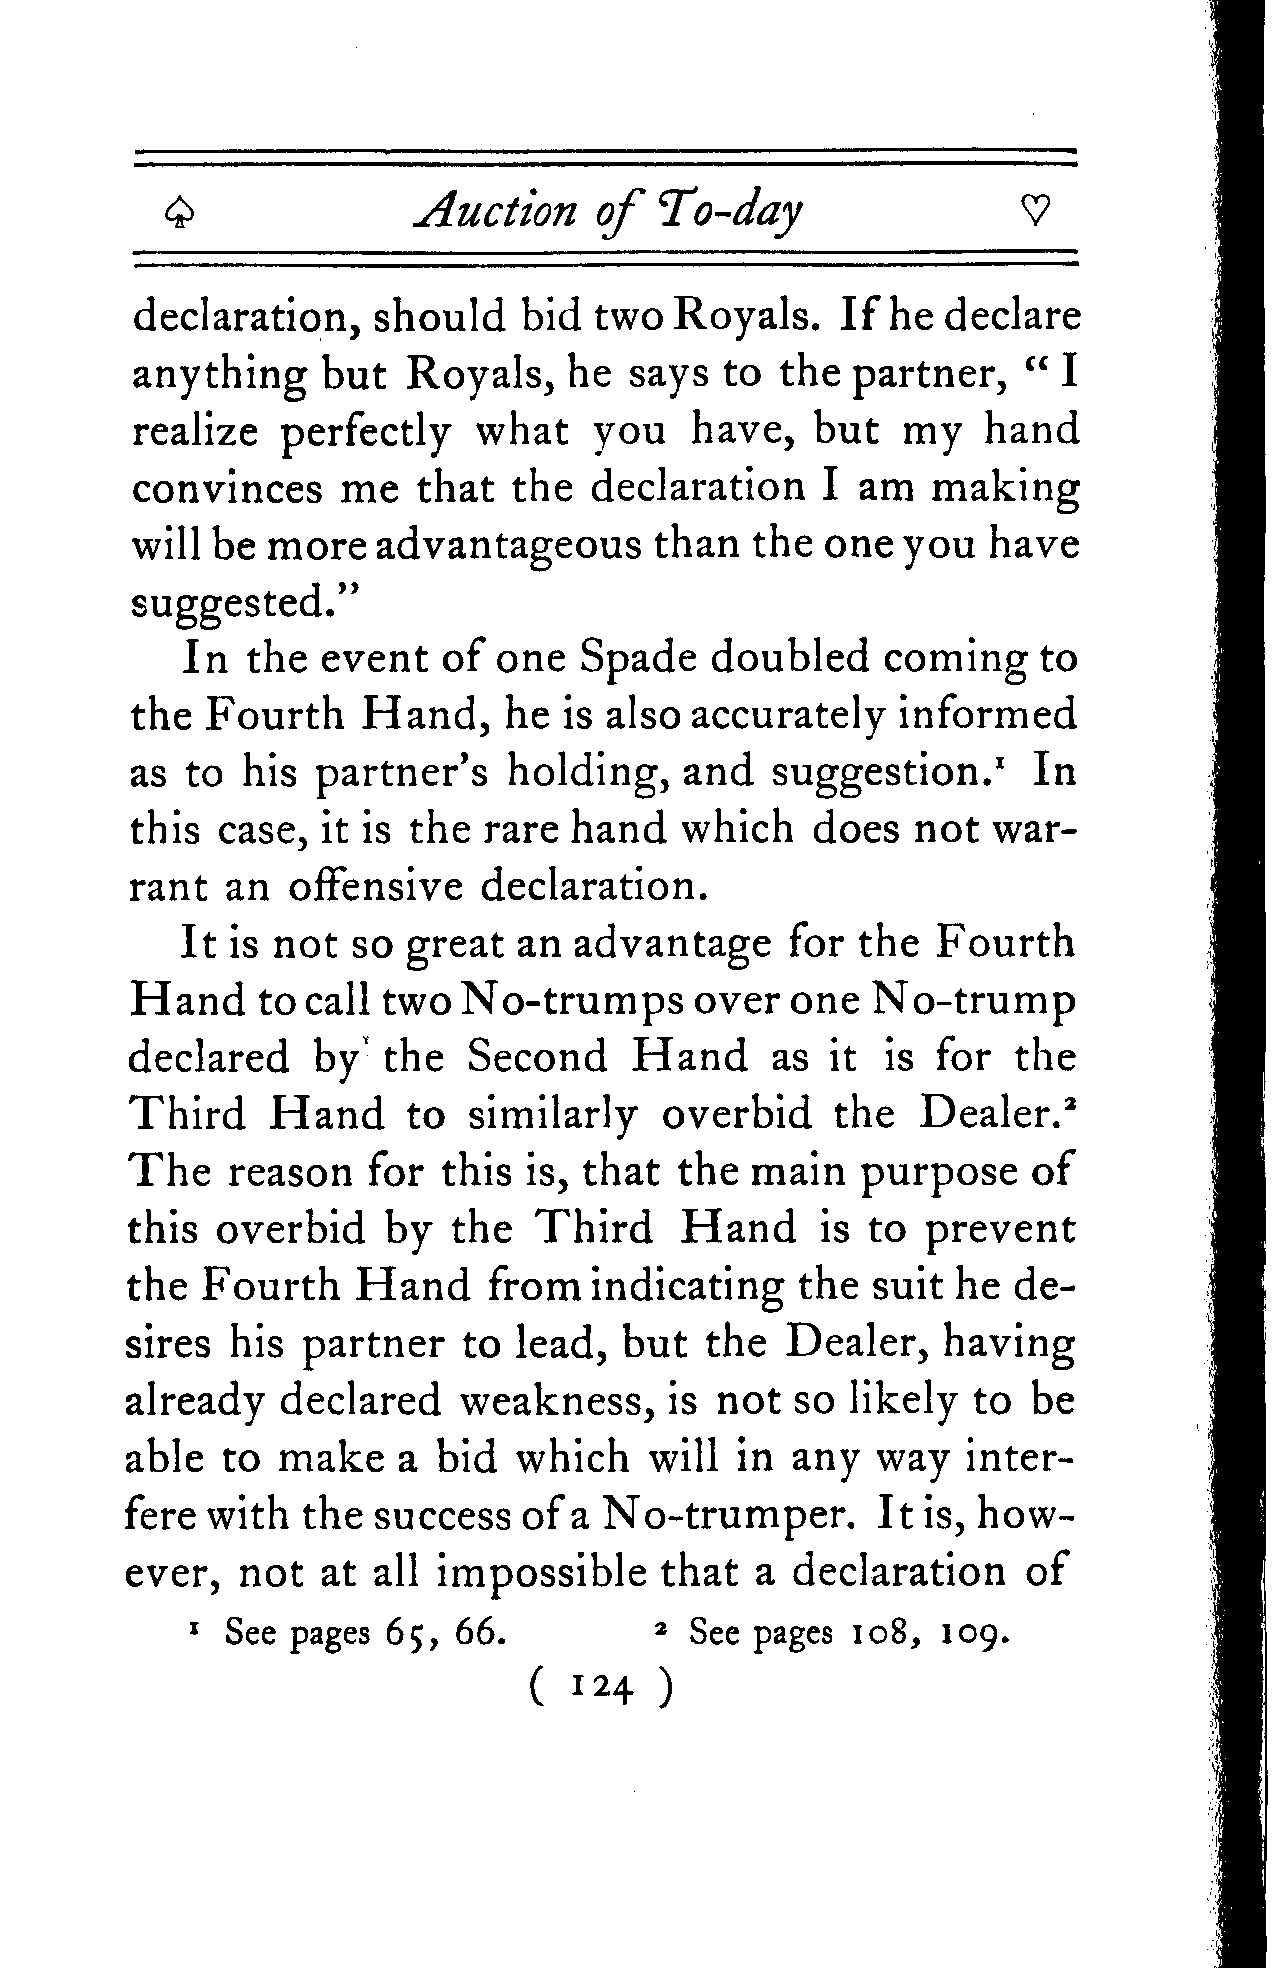 ♤ Auction of To-day ♡
declaration, should bid two Royals. If he declare
anything but Royals, he says to the partner, “ I
realize perfectly what you have, but my hand
convinces me that the declaration I am making
will be more advantageous than the one you have
suggested.”
In the event of one Spade doubled coming to
the Fourth Hand, he is also accurately informed
as to his partner’s holding, and suggestion.¹ In
this case, it is the rare hand which does not war-
rant an offensive declaration.
It is not so great an advantage for the Fourth
Hand to call two No-trumps over one No-trump
declared by the Second Hand as it is for the
Third Hand to similarly overbid the Dealer.²
The reason for this is, that the main purpose of
this overbid by the Third Hand is to prevent
the Fourth Hand from indicating the suit he de-
sires his partner to lead, but the Dealer, having
already declared weakness, is not so likely to be
able to make a bid which will in any way inter-
fere with the success of a No-trumper. It is, how-
ever, not at all impossible that a declaration of
¹ See pages 65, 66. ² See pages 108, 109.
( 124 )